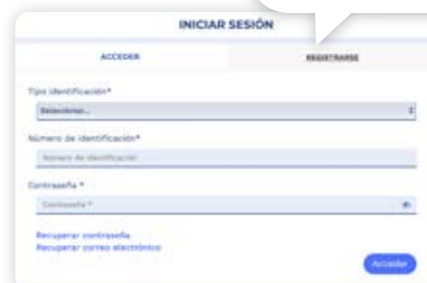 INICIAR SESIÓN
ACCEDER
REGISTRARSE
Tipo identificación*
Seleccionar...
Número de identificación*
Número de identificación
Contraseña *
Contraseña *
Recuperar contraseña
Recuperar correo electrónico
Acceder